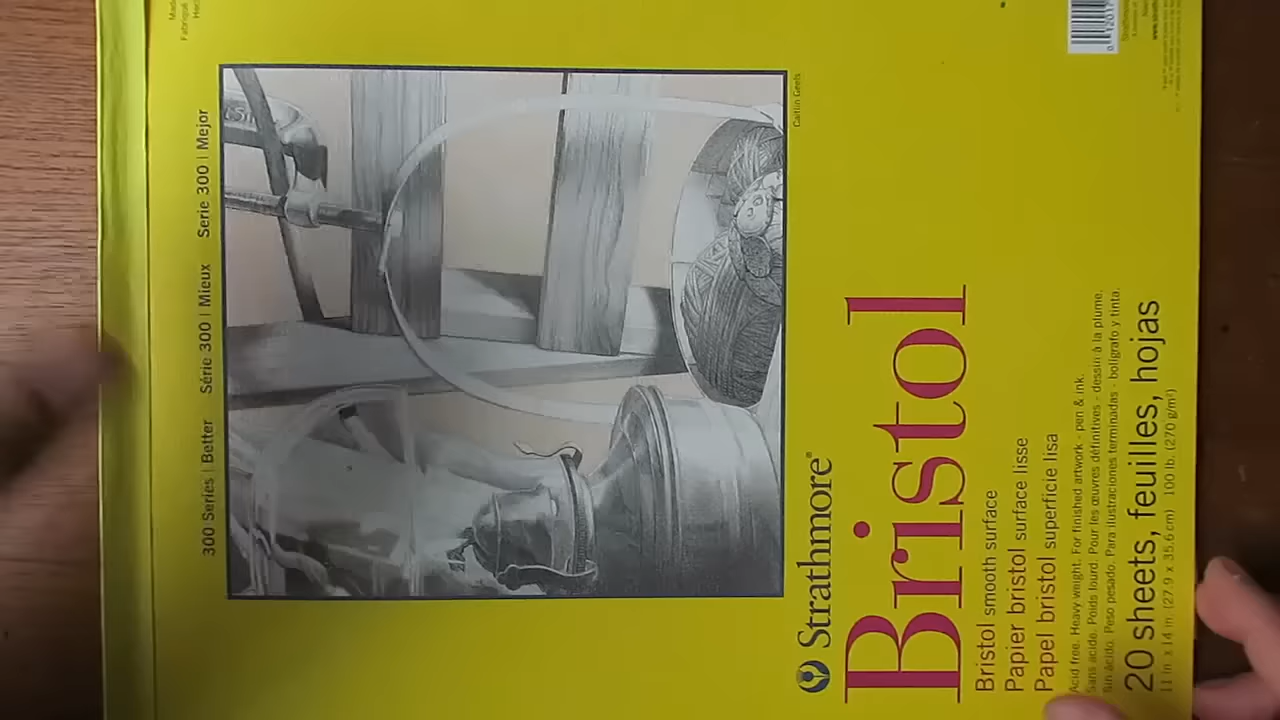 300 Series | Better Série 300 | Mieux Serie 300 | Mejor
Caitlin Geels
Strathmore®
Bristol
Bristol smooth surface
Papier bristol surface lisse
Papel bristol superficie lisa
Acid free. Heavy weight. For finished artwork - pen & ink.
Sans acide. Poids lourd. Pour les œuvres définitives - dessin à la plume.
Sin ácido. Peso pesado. Para ilustraciones terminadas - bolígrafo y tinta.
20 sheets, feuilles, hojas
11 in. x 14 in. (27.9 x 35.6 cm) 100 lb. (270 g/m²)